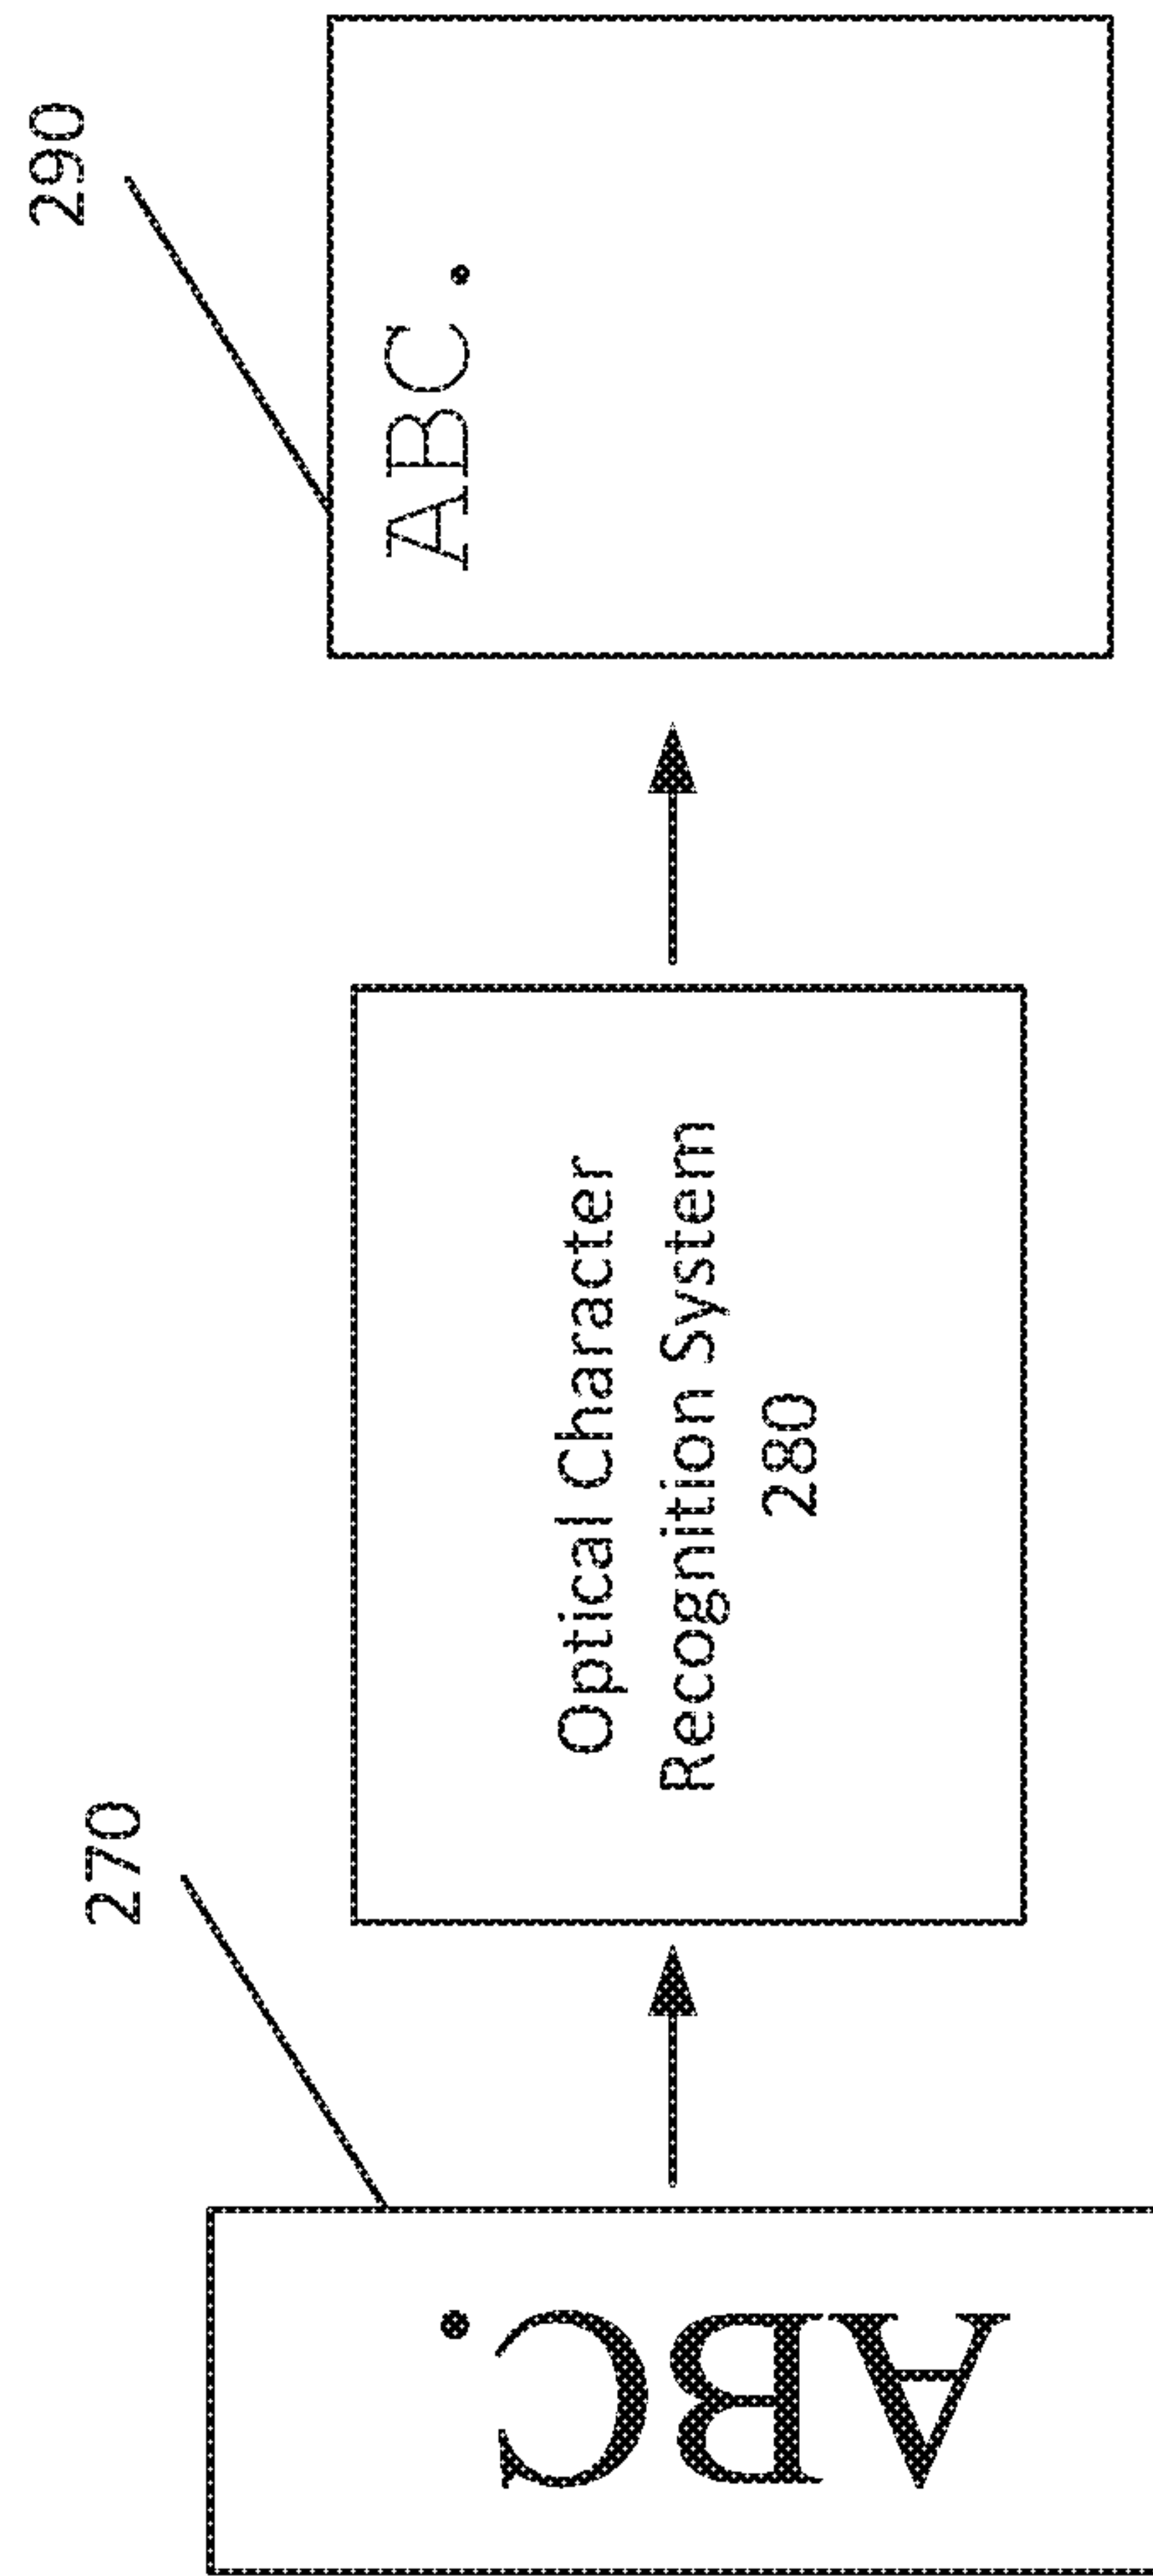 270
ABC.
Optical Character
Recognition System
280
290
ABC.